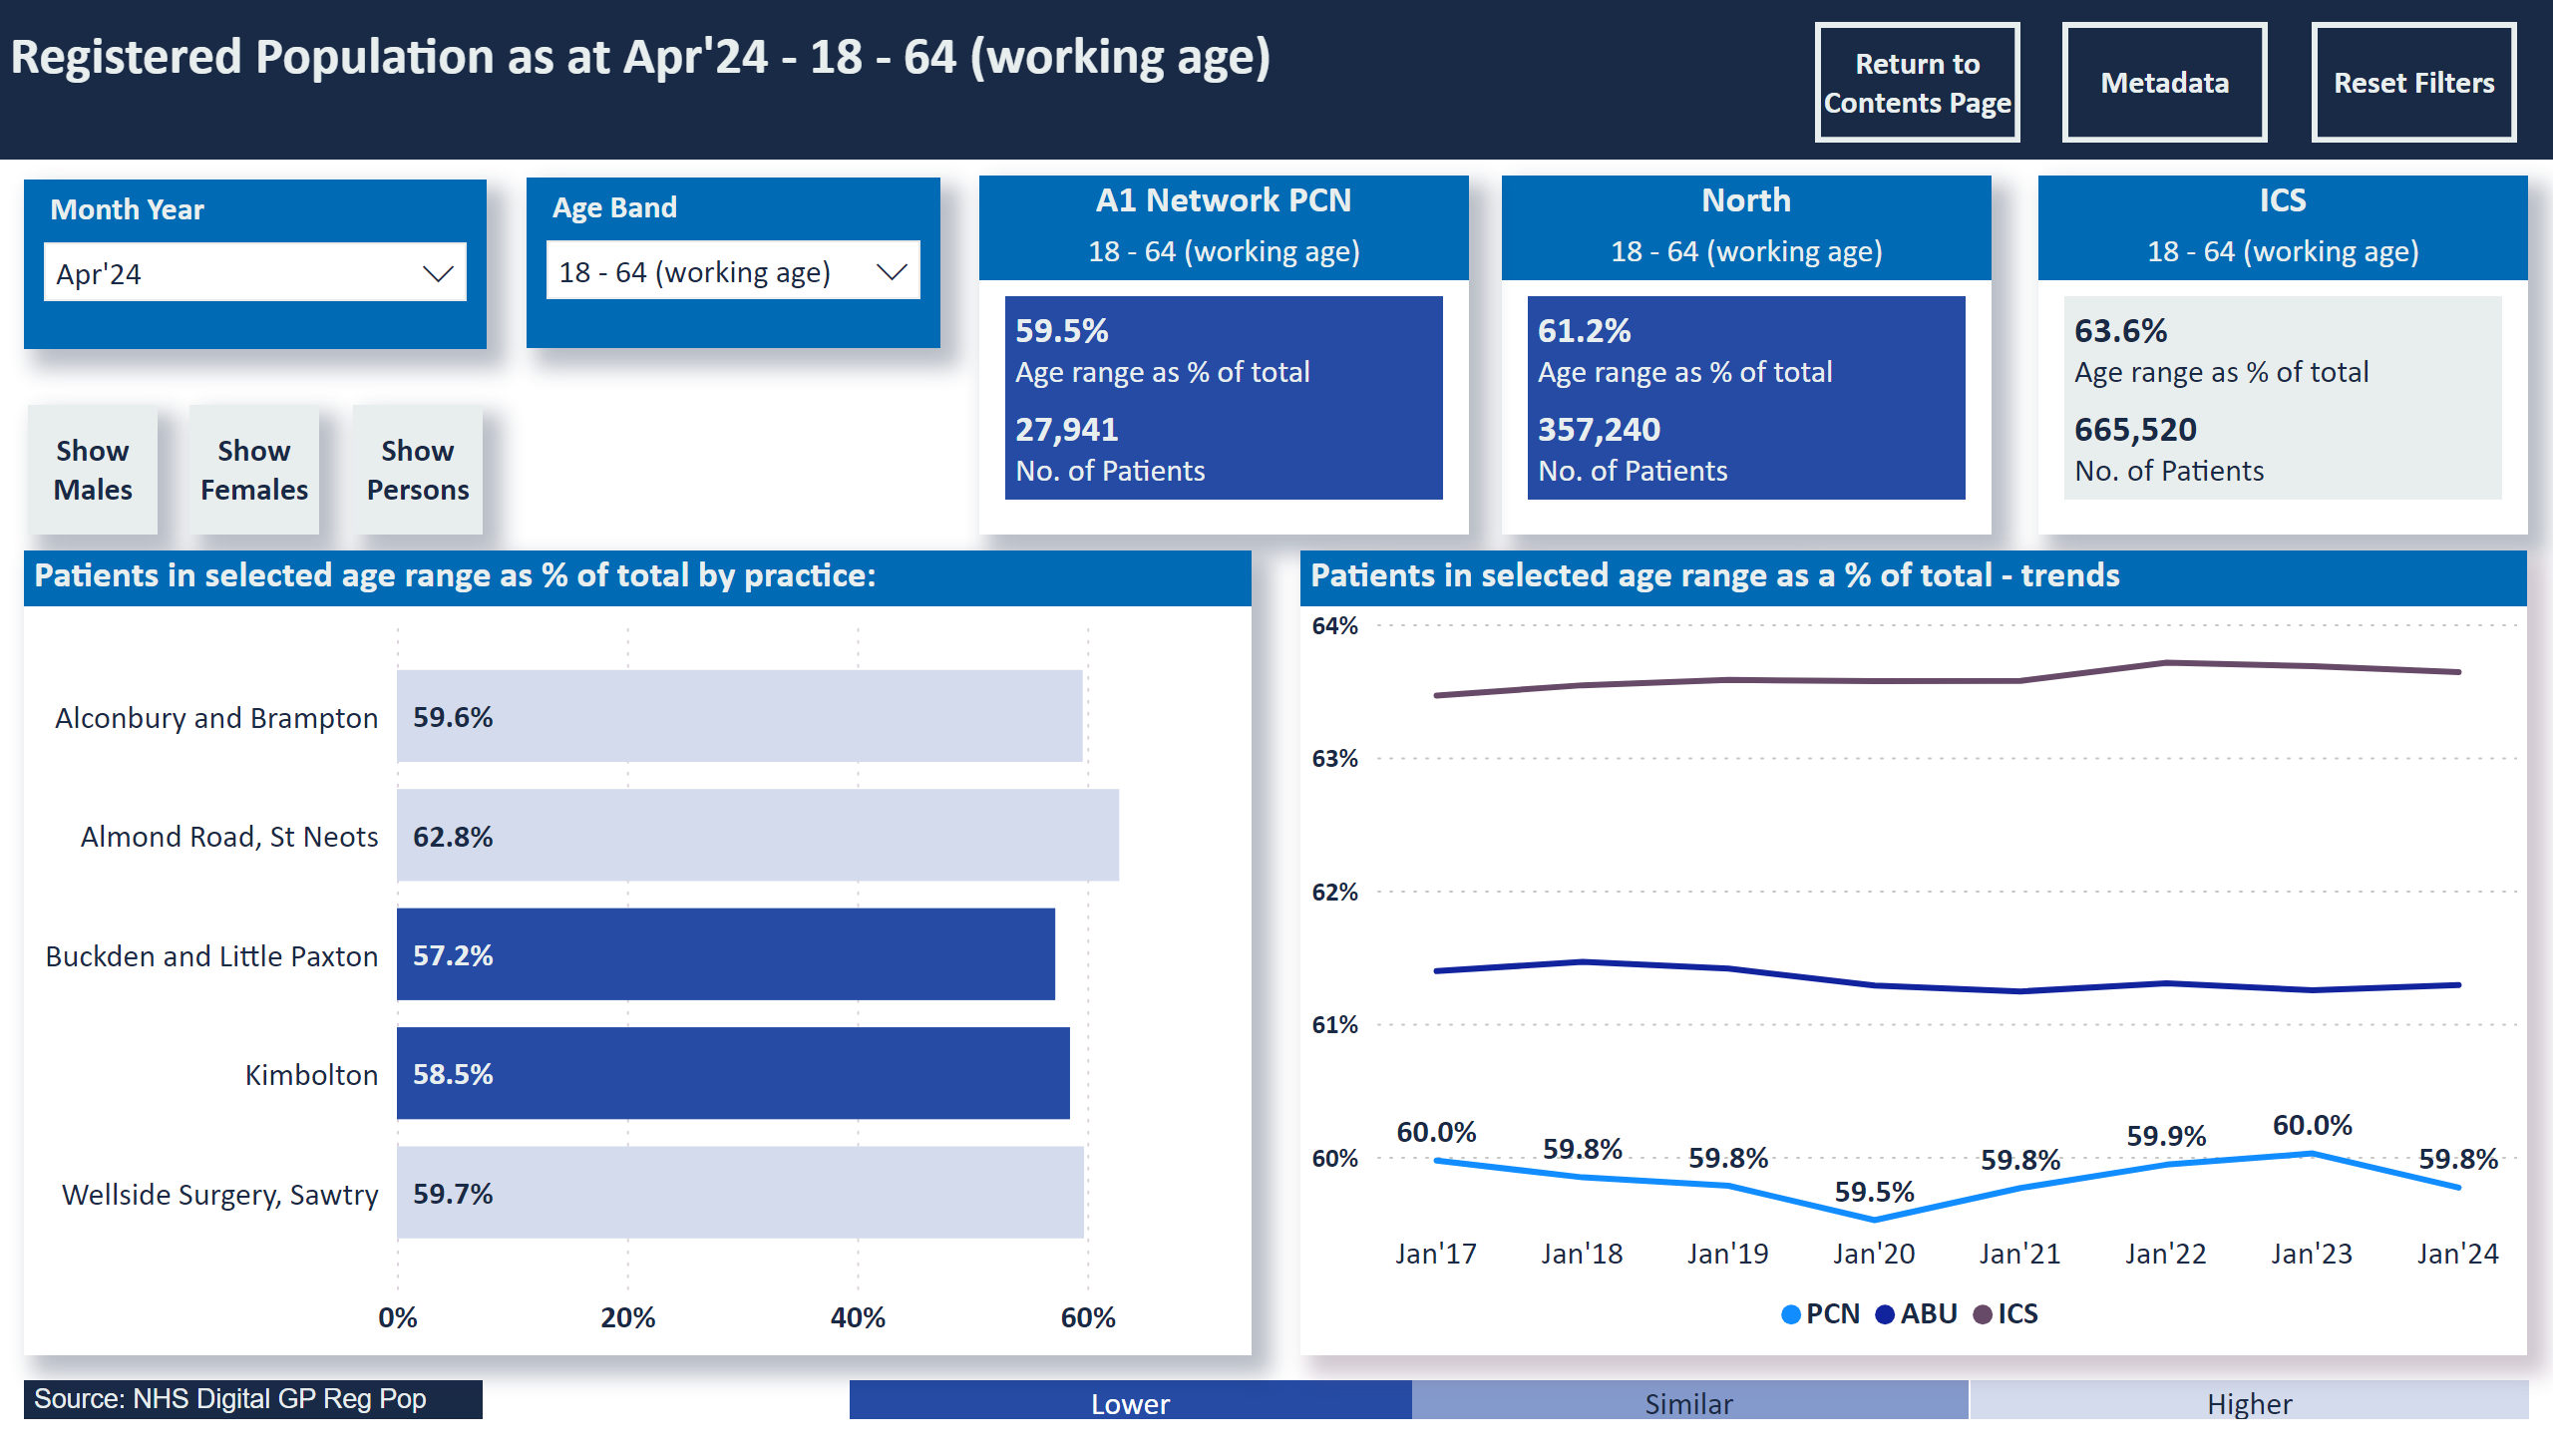 Registered Population as at Apr'24 - 18 - 64 (working age)
Return to
Contents Page
Metadata
Reset Filters
Month Year
Apr'24
Age Band
18 - 64 (working age)
A1 Network PCN
18 - 64 (working age)
59.5%
Age range as % of total
27,941
No. of Patients
North
18 - 64 (working age)
61.2%
Age range as % of total
357,240
No. of Patients
ICS
18 - 64 (working age)
63.6%
Age range as % of total
665,520
No. of Patients
Show
Males
Show
Females
Show
Persons
Patients in selected age range as % of total by practice:
Alconbury and Brampton 59.6%
Almond Road, St Neots 62.8%
Buckden and Little Paxton 57.2%
Kimbolton 58.5%
Wellside Surgery, Sawtry 59.7%
0% 20% 40% 60%
Patients in selected age range as a % of total - trends
64%
63%
62%
61%
60%
60.0% 59.8% 59.8% 59.5% 59.8% 59.9% 60.0% 59.8%
Jan'17 Jan'18 Jan'19 Jan'20 Jan'21 Jan'22 Jan'23 Jan'24
PCN ABU ICS
Source: NHS Digital GP Reg Pop
Lower Similar Higher